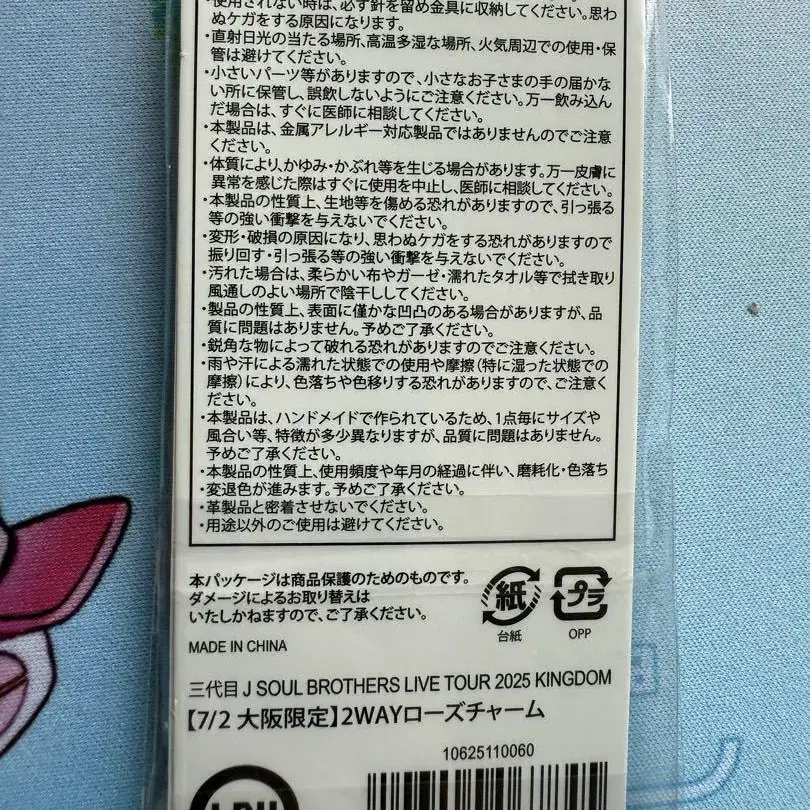 ・使用されない時は、必ず針を留め金具に収納してください。思わ
ぬケガをする原因になります。
・直射日光の当たる場所、高温多湿な場所、火気周辺での使用・保
管は避けてください。
・小さいパーツ等がありますので、小さなお子さまの手の届かな
い所に保管し、誤飲しないようにご注意ください。万一飲み込ん
だ場合は、すぐに医師に相談してください。
・本製品は、金属アレルギー対応製品ではありませんのでご注意
ください。
・体質により、かゆみ・かぶれ等を生じる場合があります。万一皮膚に
異常を感じた際はすぐに使用を中止し、医師に相談してください。
・本製品の性質上、生地等を傷める恐れがありますので、引っ張る
等の強い衝撃を与えないでください。
・変形・破損の原因になり、思わぬケガをする恐れがありますので
振り回す・引っ張る等の強い衝撃を与えないでください。
・汚れた場合は、柔らかい布やガーゼ・濡れたタオル等で拭き取り
風通しのよい場所で陰干ししてください。
・製品の性質上、表面に僅かな凹凸のある場合がありますが、品
質に問題はありません。予めご了承ください。
・鋭角な物によって破れる恐れがありますのでご注意ください。
・雨や汗による濡れた状態での使用や摩擦(特に湿った状態での
摩擦)により、色落ちや色移りする恐れがありますので、ご注意く
ださい。
・本製品は、ハンドメイドで作られているため、1点毎にサイズや
風合い等、特徴が多少異なりますが、品質に問題はありません。
予めご了承ください。
・本製品の性質上、使用頻度や年月の経過に伴い、磨耗化・色落ち
・変退色が進みます。予めご了承ください。
・革製品と密着させないでください。
・用途以外のご使用は避けてください。
本パッケージは商品保護のためのものです。
ダメージによるお取り替えは
いたしかねますので、ご了承ください。
紙
台紙
プラ
OPP
MADE IN CHINA
三代目 J SOUL BROTHERS LIVE TOUR 2025 KINGDOM
【7/2 大阪限定】2WAYローズチャーム
10625110060
LDH